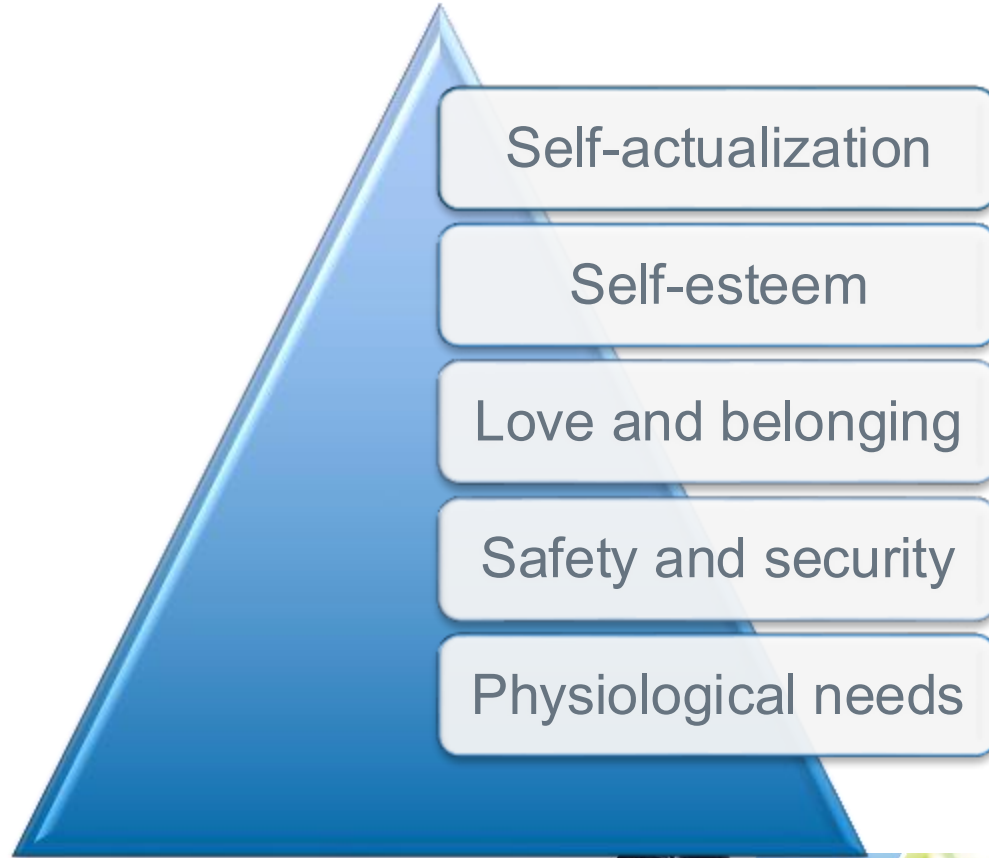 Self-actualization
Self-esteem
Love and belonging
Safety and security
Physiological needs